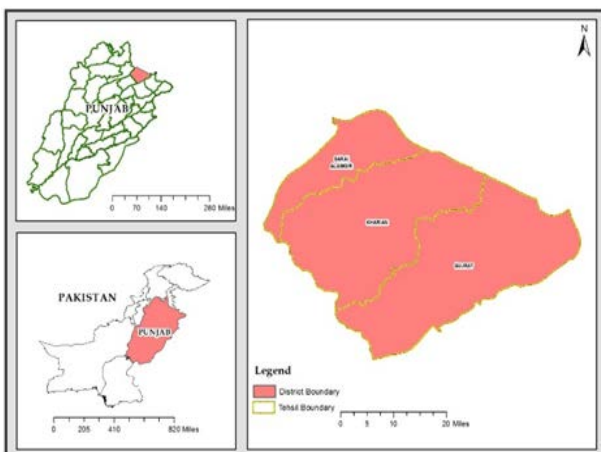 PUNJAB
0 70 140 280 Miles
PAKISTAN
PUNJAB
0 205 410 820 Miles
N
SARAI
ALAMGIR
KHARIAN
GUJRAT
Legend
District Boundary
Tehsil Boundary
0 5 10 20 Miles